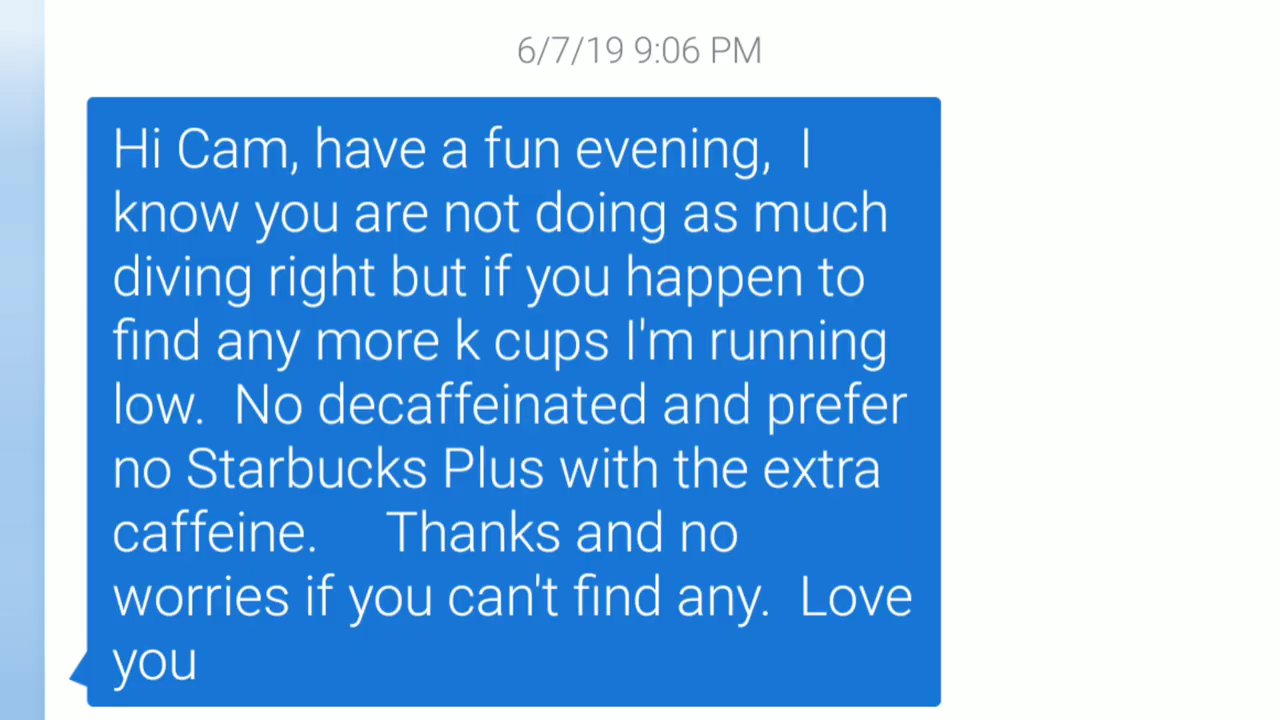 6/7/19 9:06 PM
Hi Cam, have a fun evening,  I
know you are not doing as much
diving right but if you happen to
find any more k cups I'm running
low.  No decaffeinated and prefer
no Starbucks Plus with the extra
caffeine.     Thanks and no
worries if you can't find any.  Love
you